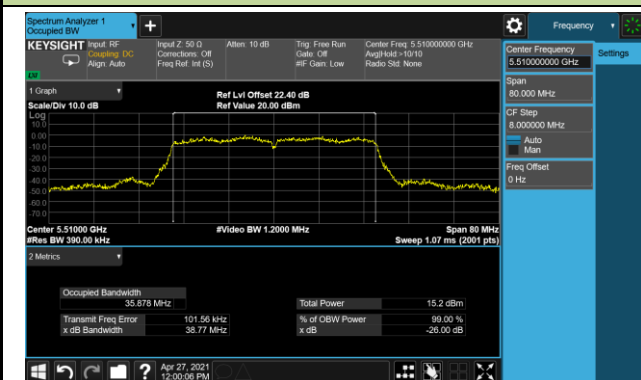 Spectrum Analyzer 1
Occupied BW
+
Frequency
KEYSIGHT
Input: RF
Coupling: DC
Align: Auto
Input Z: 50 Ω
Corrections: Off
Freq Ref: Int (S)
Atten: 10 dB
Trig: Free Run
Gate: Off
#IF Gain: Low
Center Freq: 5.510000000 GHz
Avg|Hold:>10/10
Radio Std: None
Center Frequency
5.510000000 GHz
Settings
Span
80.000 MHz
CF Step
8.000000 MHz
Auto
Man
Freq Offset
0 Hz
1 Graph
Scale/Div 10.0 dB
Ref Lvl Offset 22.40 dB
Ref Value 20.00 dBm
Log
10.0
0.00
-10.0
-20.0
-30.0
-40.0
-50.0
-60.0
-70.0
Center 5.51000 GHz
#Res BW 390.00 kHz
#Video BW 1.2000 MHz
Span 80 MHz
Sweep 1.07 ms (2001 pts)
2 Metrics
Occupied Bandwidth
35.878 MHz
Total Power 15.2 dBm
Transmit Freq Error 101.56 kHz
% of OBW Power 99.00 %
x dB Bandwidth 38.77 MHz
x dB -26.00 dB
?
Apr 27, 2021
12:00:06 PM